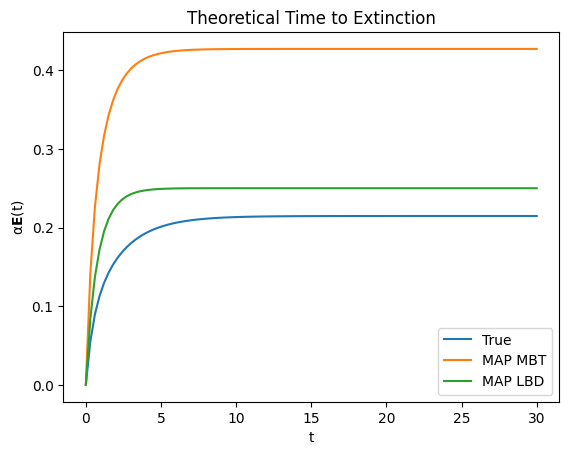 Theoretical Time to Extinction
0.4
0.3
0.2
0.1
0.0
α𝐄(t)
True
MAP MBT
MAP LBD
0 5 10 15 20 25 30
t